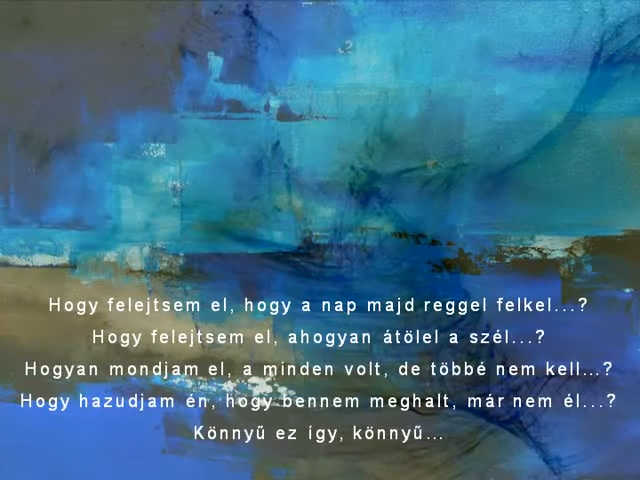 Hogy felejtsem el, hogy a nap majd reggel felkel...?
Hogy felejtsem el, ahogyan átölel a szél...?
Hogyan mondjam el, a minden volt, de többé nem kell...?
Hogy hazudjam én, hogy bennem meghalt, már nem él...?
Könnyű ez így, könnyű...